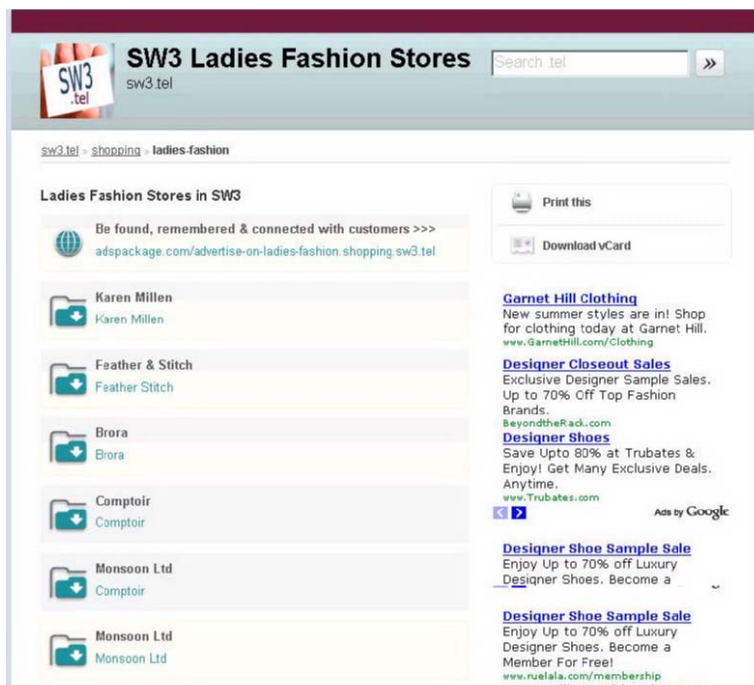 SW3
.tel
SW3 Ladies Fashion Stores
sw3.tel
Search .tel
»
sw3.tel » shopping » ladies-fashion
Ladies Fashion Stores in SW3
Be found, remembered & connected with customers >>>
adspackage.com/advertise-on-ladies-fashion.shopping.sw3.tel
Karen Millen
Karen Millen
Feather & Stitch
Feather Stitch
Brora
Brora
Comptoir
Comptoir
Monsoon Ltd
Comptoir
Monsoon Ltd
Monsoon Ltd
Print this
Download vCard
Garnet Hill Clothing
New summer styles are in! Shop
for clothing today at Garnet Hill.
www.GarnetHill.com/Clothing
Designer Closeout Sales
Exclusive Designer Sample Sales.
Up to 70% Off Top Fashion
Brands.
BeyondtheRack.com
Designer Shoes
Save Upto 80% at Trubates &
Enjoy! Get Many Exclusive Deals.
Anytime.
www.Trubates.com
Ads by Google
Designer Shoe Sample Sale
Enjoy Up to 70% off Luxury
Designer Shoes. Become a
Designer Shoe Sample Sale
Enjoy Up to 70% off Luxury
Designer Shoes. Become a
Member For Free!
www.ruelala.com/membership